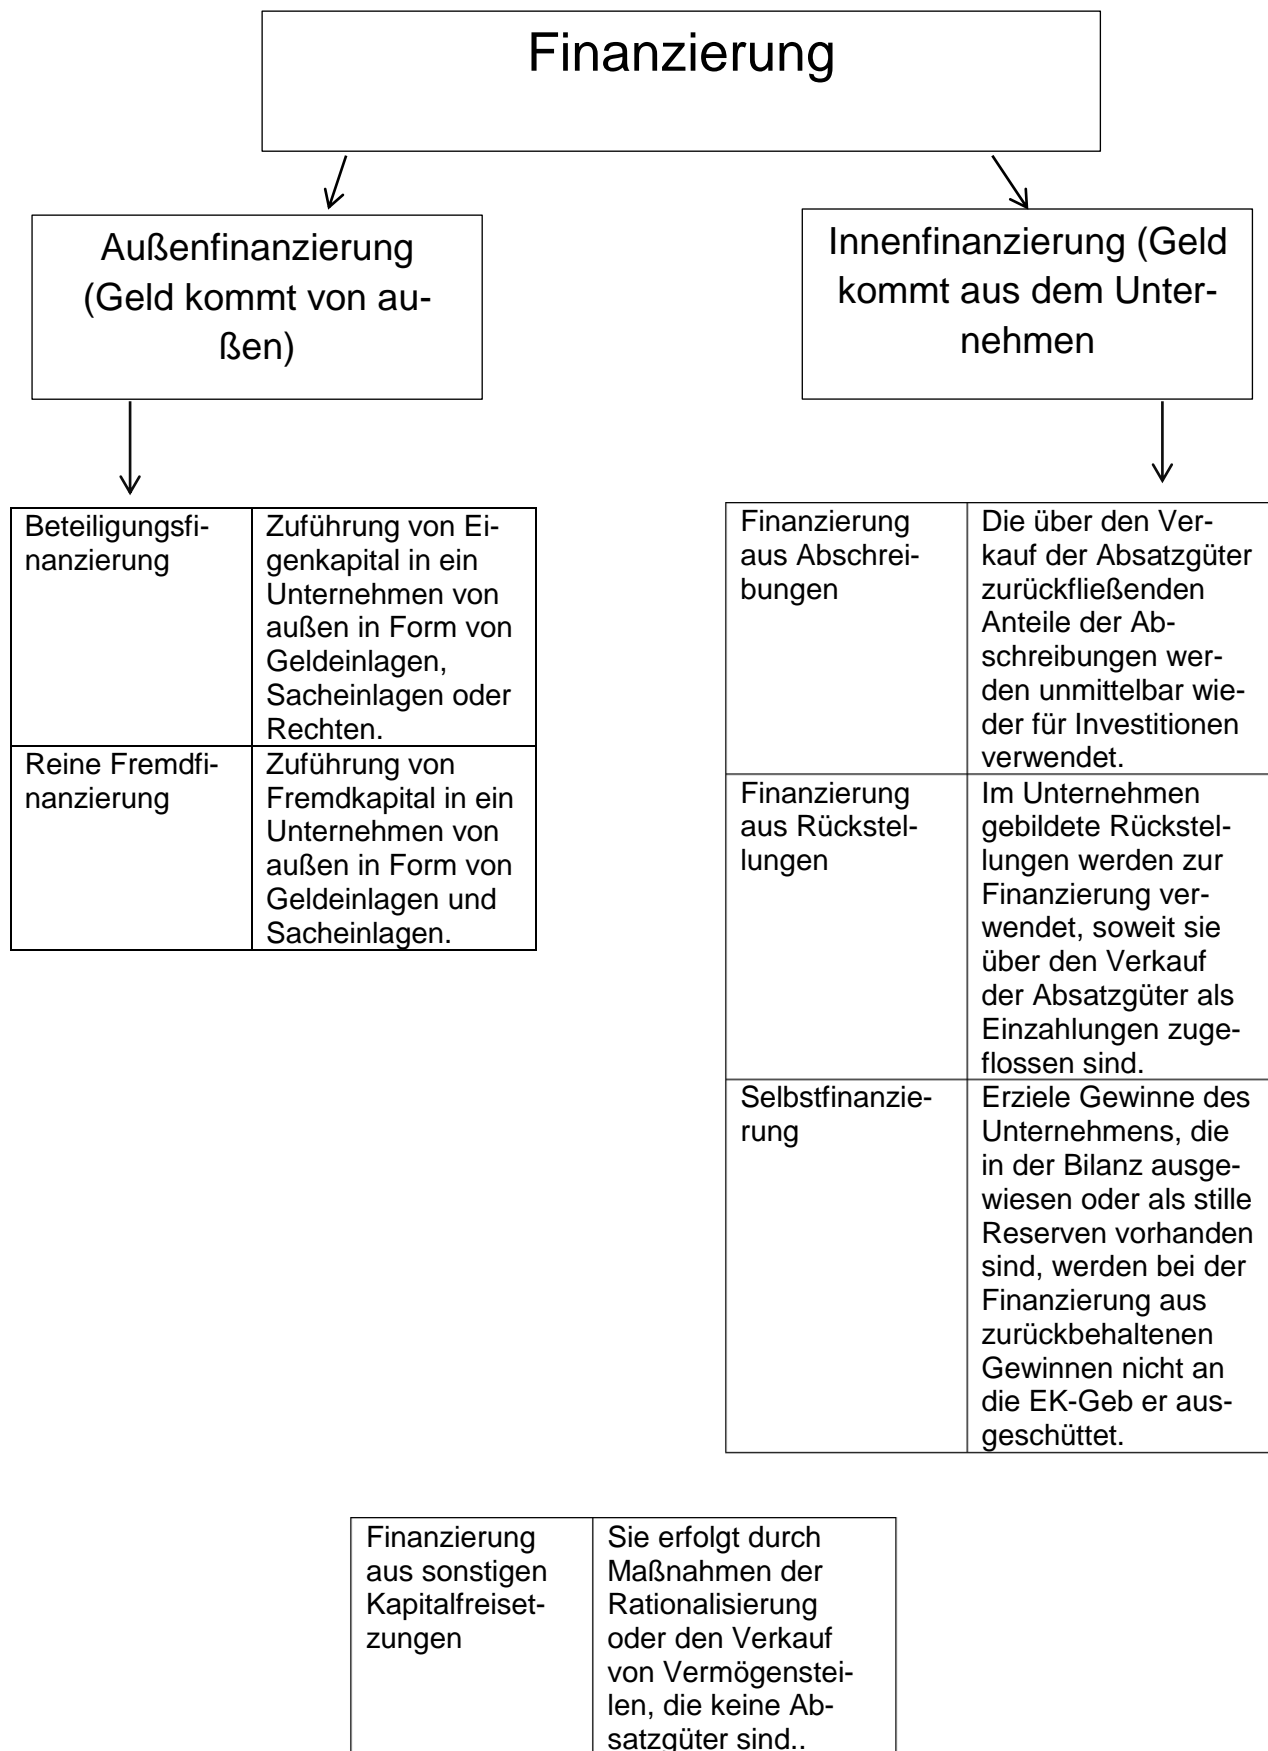 Finanzierung
Außenfinanzierung
(Geld kommt von au-
ßen)
Innenfinanzierung (Geld
kommt aus dem Unter-
nehmen
Beteiligungsfi-
nanzierung
Zuführung von Ei-
genkapital in ein
Unternehmen von
außen in Form von
Geldeinlagen,
Sacheinlagen oder
Rechten.
Reine Fremdfi-
nanzierung
Zuführung von
Fremdkapital in ein
Unternehmen von
außen in Form von
Geldeinlagen und
Sacheinlagen.
Finanzierung
aus Abschrei-
bungen
Die über den Ver-
kauf der Absatzgüter
zurückfließenden
Anteile der Ab-
schreibungen wer-
den unmittelbar wie-
der für Investitionen
verwendet.
Finanzierung
aus Rückstel-
lungen
Im Unternehmen
gebildete Rückstel-
lungen werden zur
Finanzierung ver-
wendet, soweit sie
über den Verkauf
der Absatzgüter als
Einzahlungen zuge-
flossen sind.
Selbstfinanzie-
rung
Erziele Gewinne des
Unternehmens, die
in der Bilanz ausge-
wiesen oder als stille
Reserven vorhanden
sind, werden bei der
Finanzierung aus
zurückbehaltenen
Gewinnen nicht an
die EK-Geb er aus-
geschüttet.
Finanzierung
aus sonstigen
Kapitalfreiset-
zungen
Sie erfolgt durch
Maßnahmen der
Rationalisierung
oder den Verkauf
von Vermögenstei-
len, die keine Ab-
satzgüter sind..